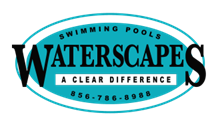 SWIMMING POOLS
WATERSCAPES
A CLEAR DIFFERENCE
856-786-8988